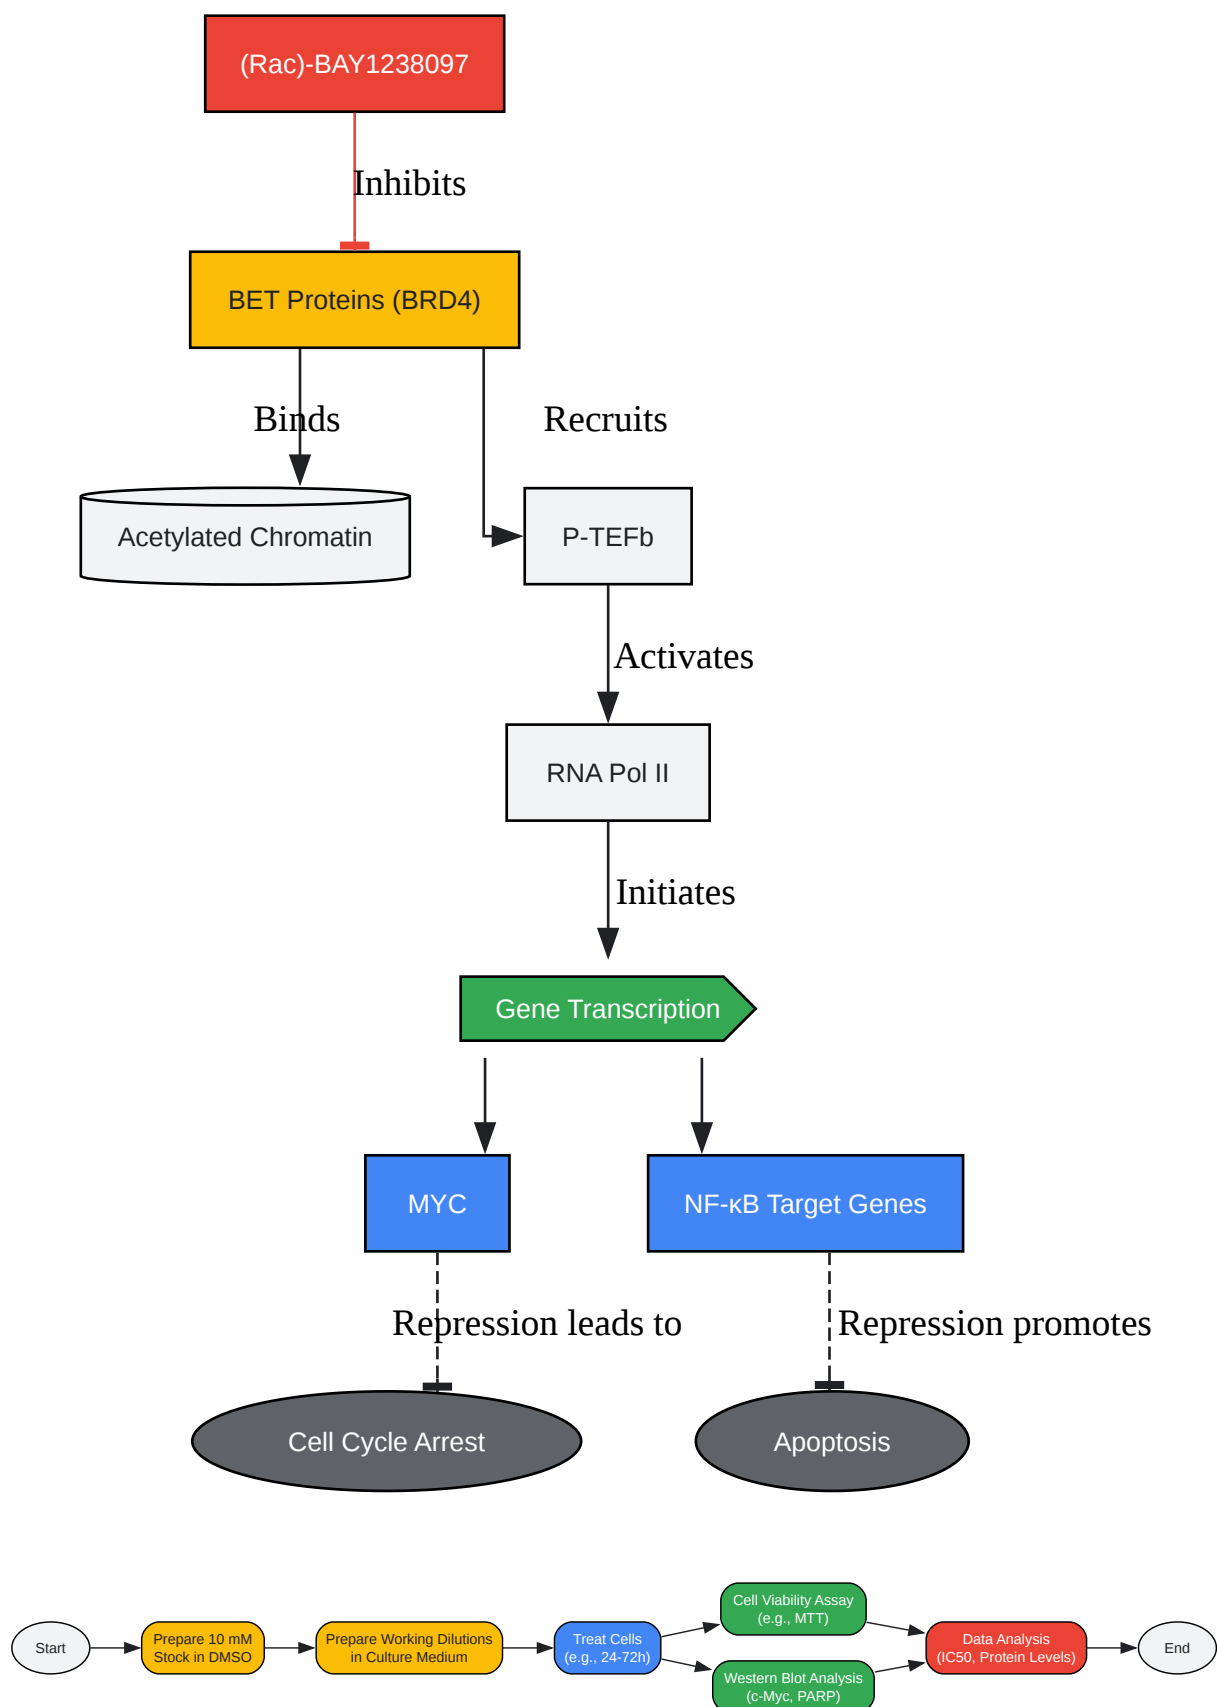 (Rac)-BAY1238097
Inhibits
BET Proteins (BRD4)
Binds
Recruits
Acetylated Chromatin
P-TEFb
Activates
RNA Pol II
Initiates
Gene Transcription
MYC
NF-κB Target Genes
Repression leads to
Repression promotes
Cell Cycle Arrest
Apoptosis
Start
Prepare 10 mM
Stock in DMSO
Prepare Working Dilutions
in Culture Medium
Treat Cells
(e.g., 24-72h)
Cell Viability Assay
(e.g., MTT)
Western Blot Analysis
(c-Myc, PARP)
Data Analysis
(IC50, Protein Levels)
End